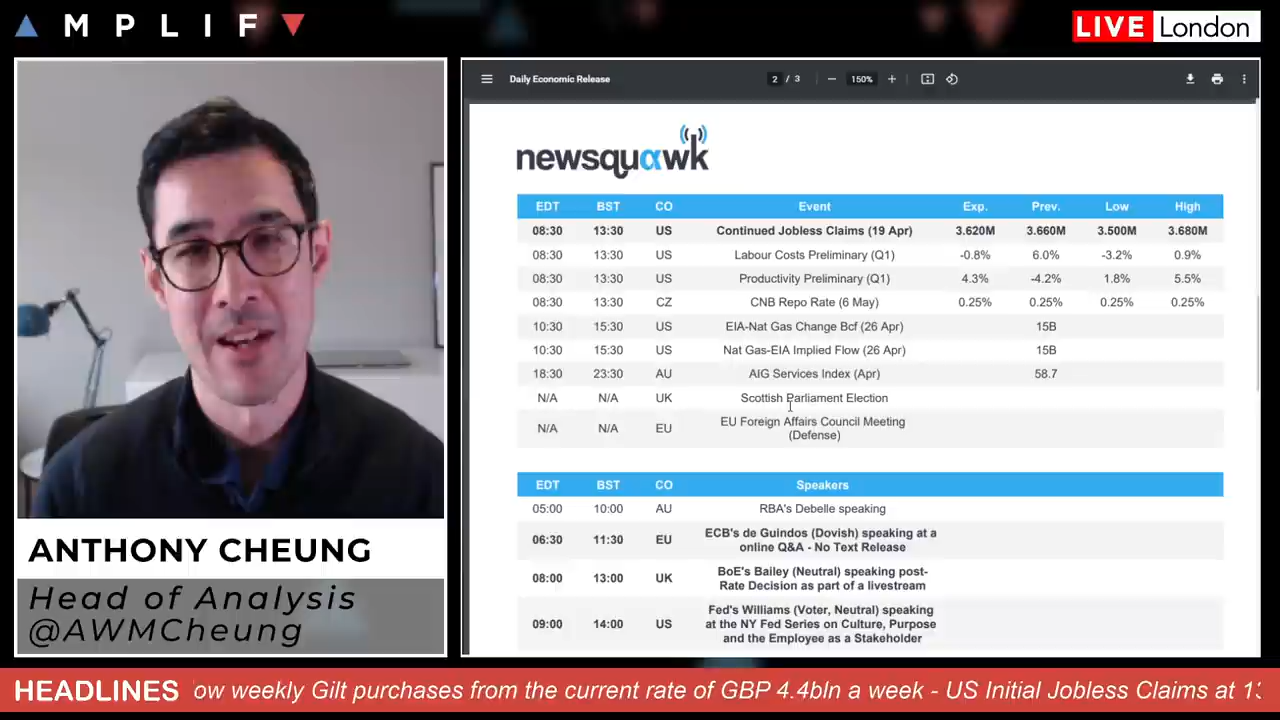 AMPLIFY
LIVE London
Daily Economic Release
2 / 3
150%
newsquawk
EDT BST CO Event Exp. Prev. Low High
08:30 13:30 US Continued Jobless Claims (19 Apr) 3.620M 3.660M 3.500M 3.680M
08:30 13:30 US Labour Costs Preliminary (Q1) -0.8% 6.0% -3.2% 0.9%
08:30 13:30 US Productivity Preliminary (Q1) 4.3% -4.2% 1.8% 5.5%
08:30 13:30 CZ CNB Repo Rate (6 May) 0.25% 0.25% 0.25% 0.25%
10:30 15:30 US EIA-Nat Gas Change Bcf (26 Apr) 15B
10:30 15:30 US Nat Gas-EIA Implied Flow (26 Apr) 15B
18:30 23:30 AU AIG Services Index (Apr) 58.7
N/A N/A UK Scottish Parliament Election
N/A N/A EU EU Foreign Affairs Council Meeting
(Defense)
EDT BST CO Speakers
05:00 10:00 AU RBA's Debelle speaking
06:30 11:30 EU ECB's de Guindos (Dovish) speaking at a
online Q&A - No Text Release
08:00 13:00 UK BoE's Bailey (Neutral) speaking post-
Rate Decision as part of a livestream
09:00 14:00 US Fed's Williams (Voter, Neutral) speaking
at the NY Fed Series on Culture, Purpose
and the Employee as a Stakeholder
ANTHONY CHEUNG
Head of Analysis
@AWMCheung
HEADLINES ow weekly Gilt purchases from the current rate of GBP 4.4bln a week - US Initial Jobless Claims at